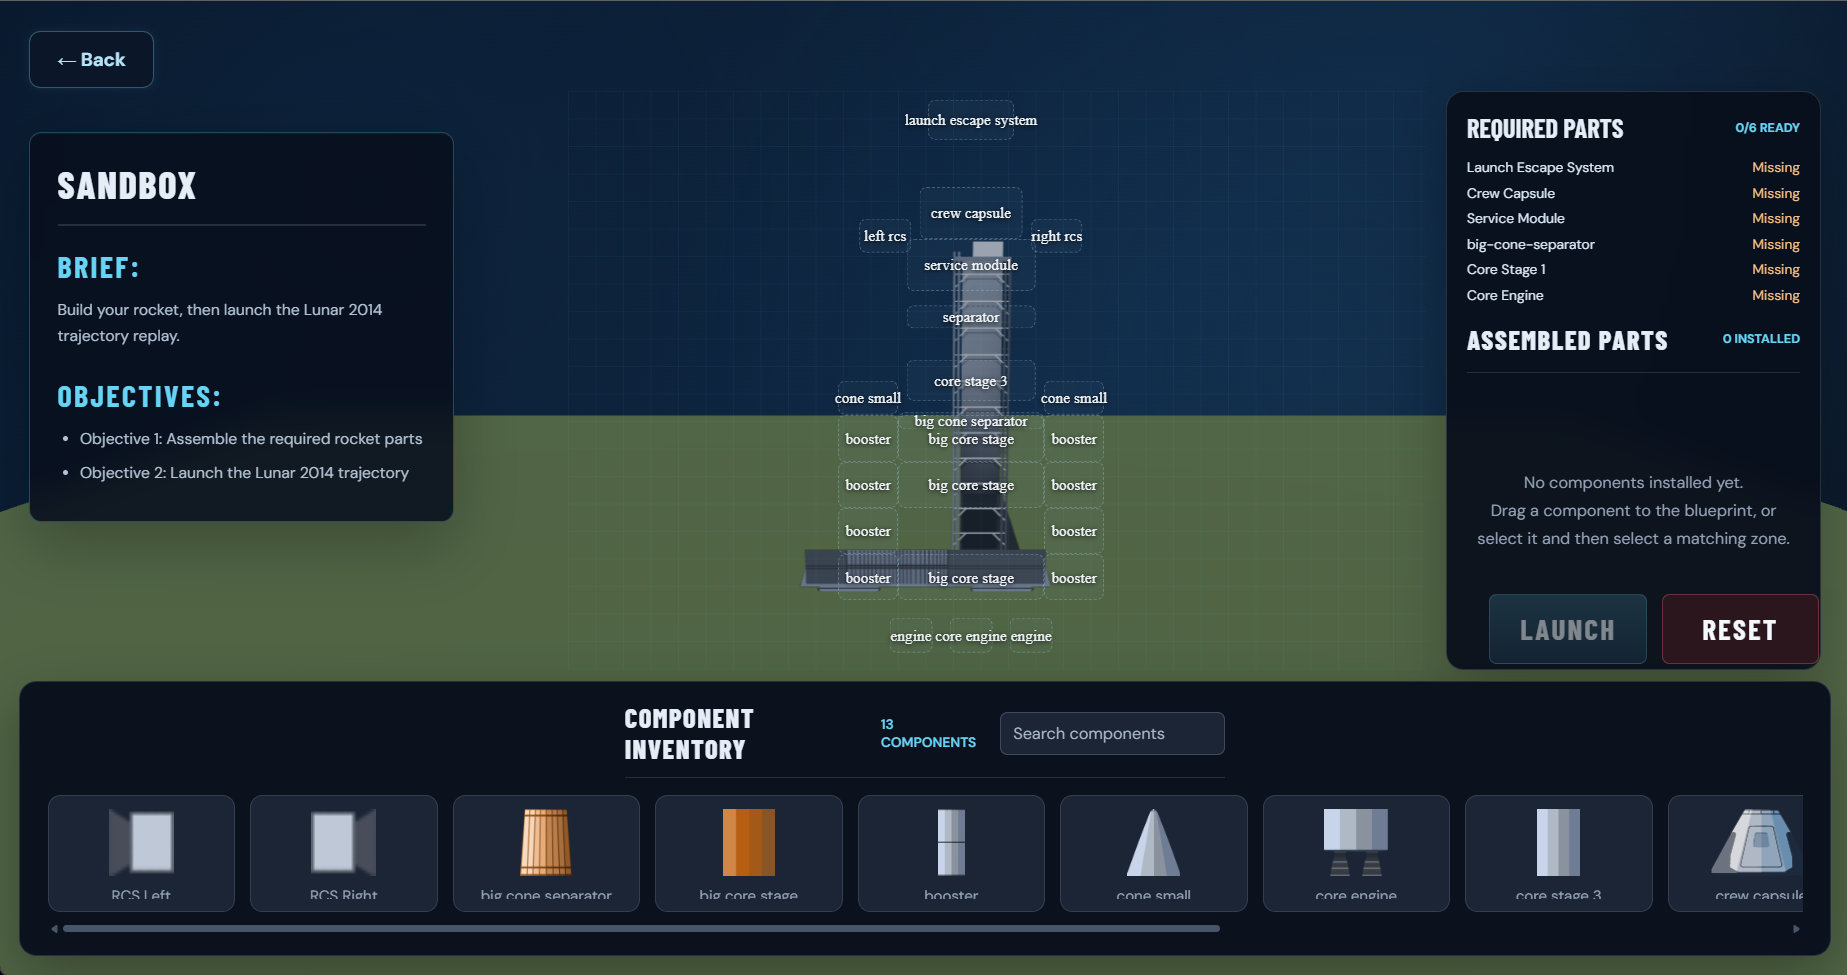 ← Back
SANDBOX
BRIEF:
Build your rocket, then launch the Lunar 2014
trajectory replay.
OBJECTIVES:
• Objective 1: Assemble the required rocket parts
• Objective 2: Launch the Lunar 2014 trajectory
launch escape system
crew capsule
left rcs
right rcs
service module
separator
core stage 3
cone small
cone small
big cone separator
booster big core stage booster
booster big core stage booster
booster booster
booster big core stage booster
engine core engine engine
REQUIRED PARTS 0/6 READY
Launch Escape System Missing
Crew Capsule Missing
Service Module Missing
big-cone-separator Missing
Core Stage 1 Missing
Core Engine Missing
ASSEMBLED PARTS 0 INSTALLED
No components installed yet.
Drag a component to the blueprint, or
select it and then select a matching zone.
LAUNCH RESET
COMPONENT
INVENTORY
13
COMPONENTS
Search components
RCS Left
RCS Right
big cone separator
big core stage
booster
cone small
core engine
core stage 3
crew capsule